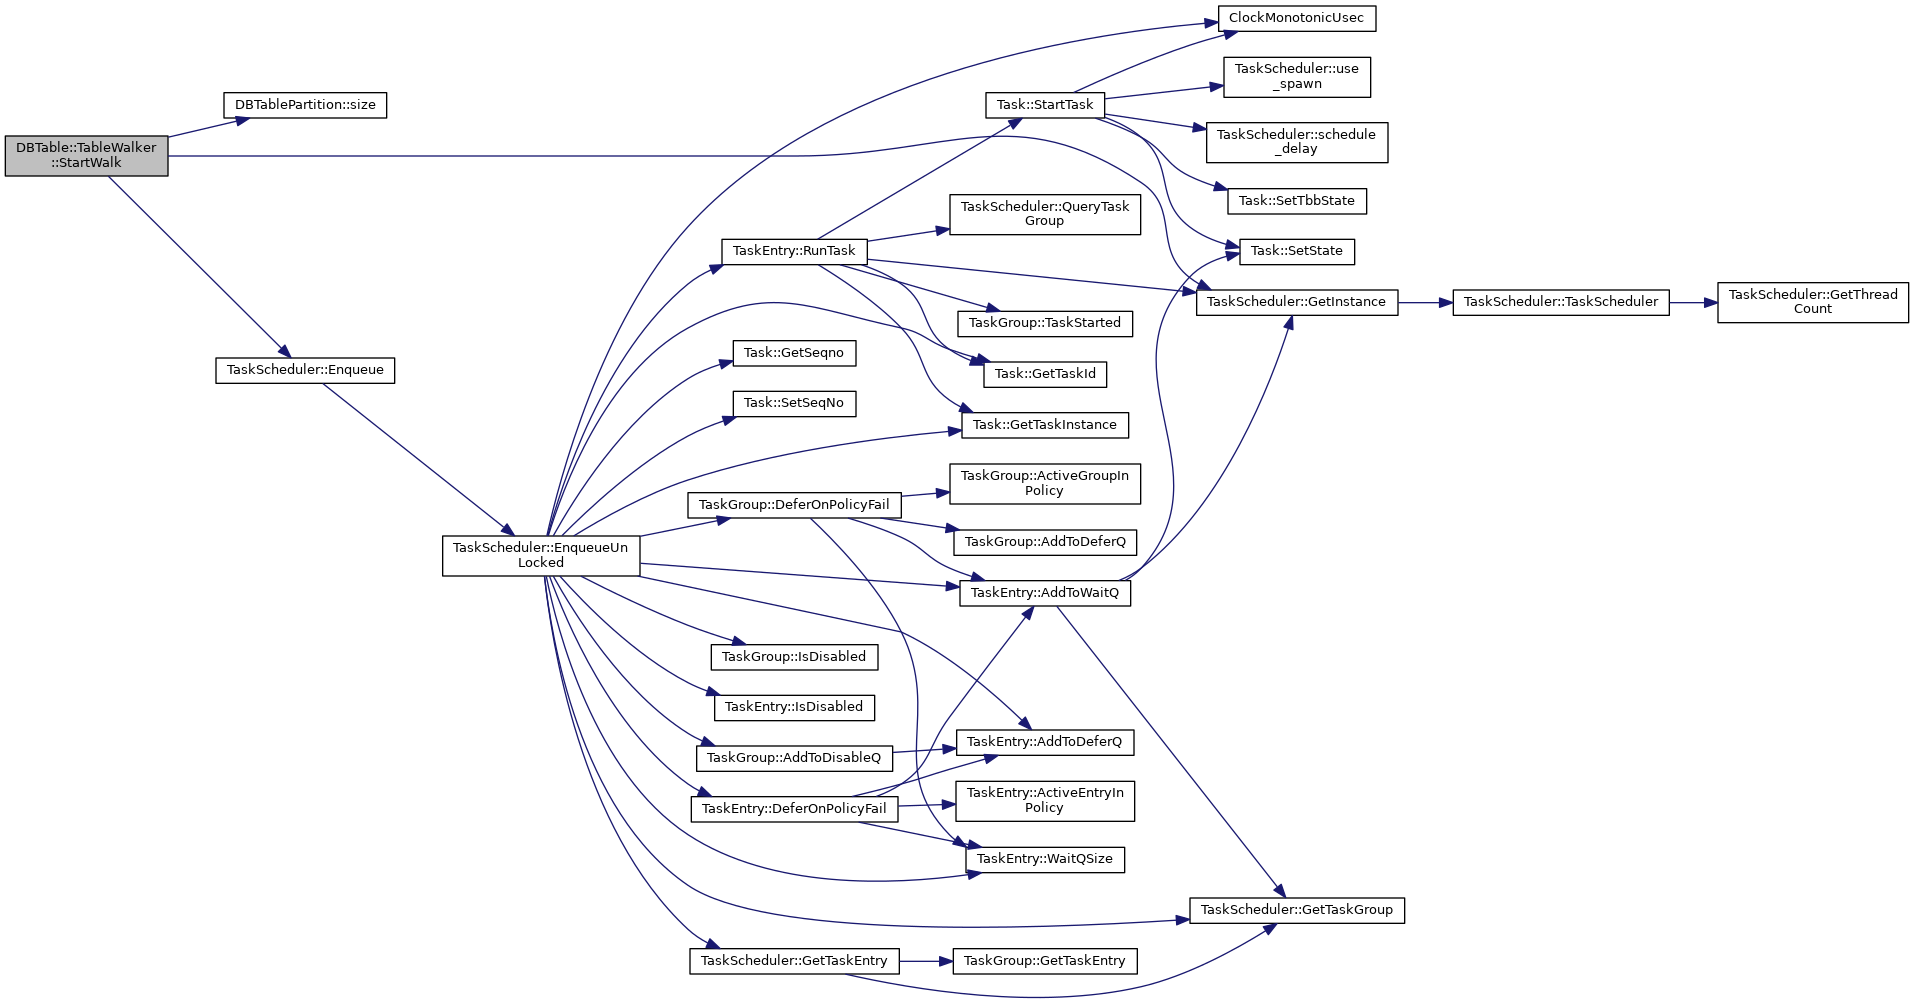 DBTable::TableWalker
::StartWalk
DBTablePartition::size
TaskScheduler::Enqueue
TaskScheduler::EnqueueUn
Locked
TaskEntry::RunTask
Task::GetSeqno
Task::SetSeqNo
TaskGroup::DeferOnPolicyFail
TaskGroup::IsDisabled
TaskEntry::IsDisabled
TaskGroup::AddToDisableQ
TaskEntry::DeferOnPolicyFail
TaskScheduler::GetTaskEntry
Task::StartTask
TaskScheduler::QueryTask
Group
TaskGroup::TaskStarted
Task::GetTaskId
Task::GetTaskInstance
TaskGroup::ActiveGroupIn
Policy
TaskGroup::AddToDeferQ
TaskEntry::AddToWaitQ
TaskEntry::AddToDeferQ
TaskEntry::ActiveEntryIn
Policy
TaskEntry::WaitQSize
TaskGroup::GetTaskEntry
ClockMonotonicUsec
TaskScheduler::use
_spawn
TaskScheduler::schedule
_delay
Task::SetTbbState
Task::SetState
TaskScheduler::GetInstance
TaskScheduler::GetTaskGroup
TaskScheduler::TaskScheduler
TaskScheduler::GetThread
Count